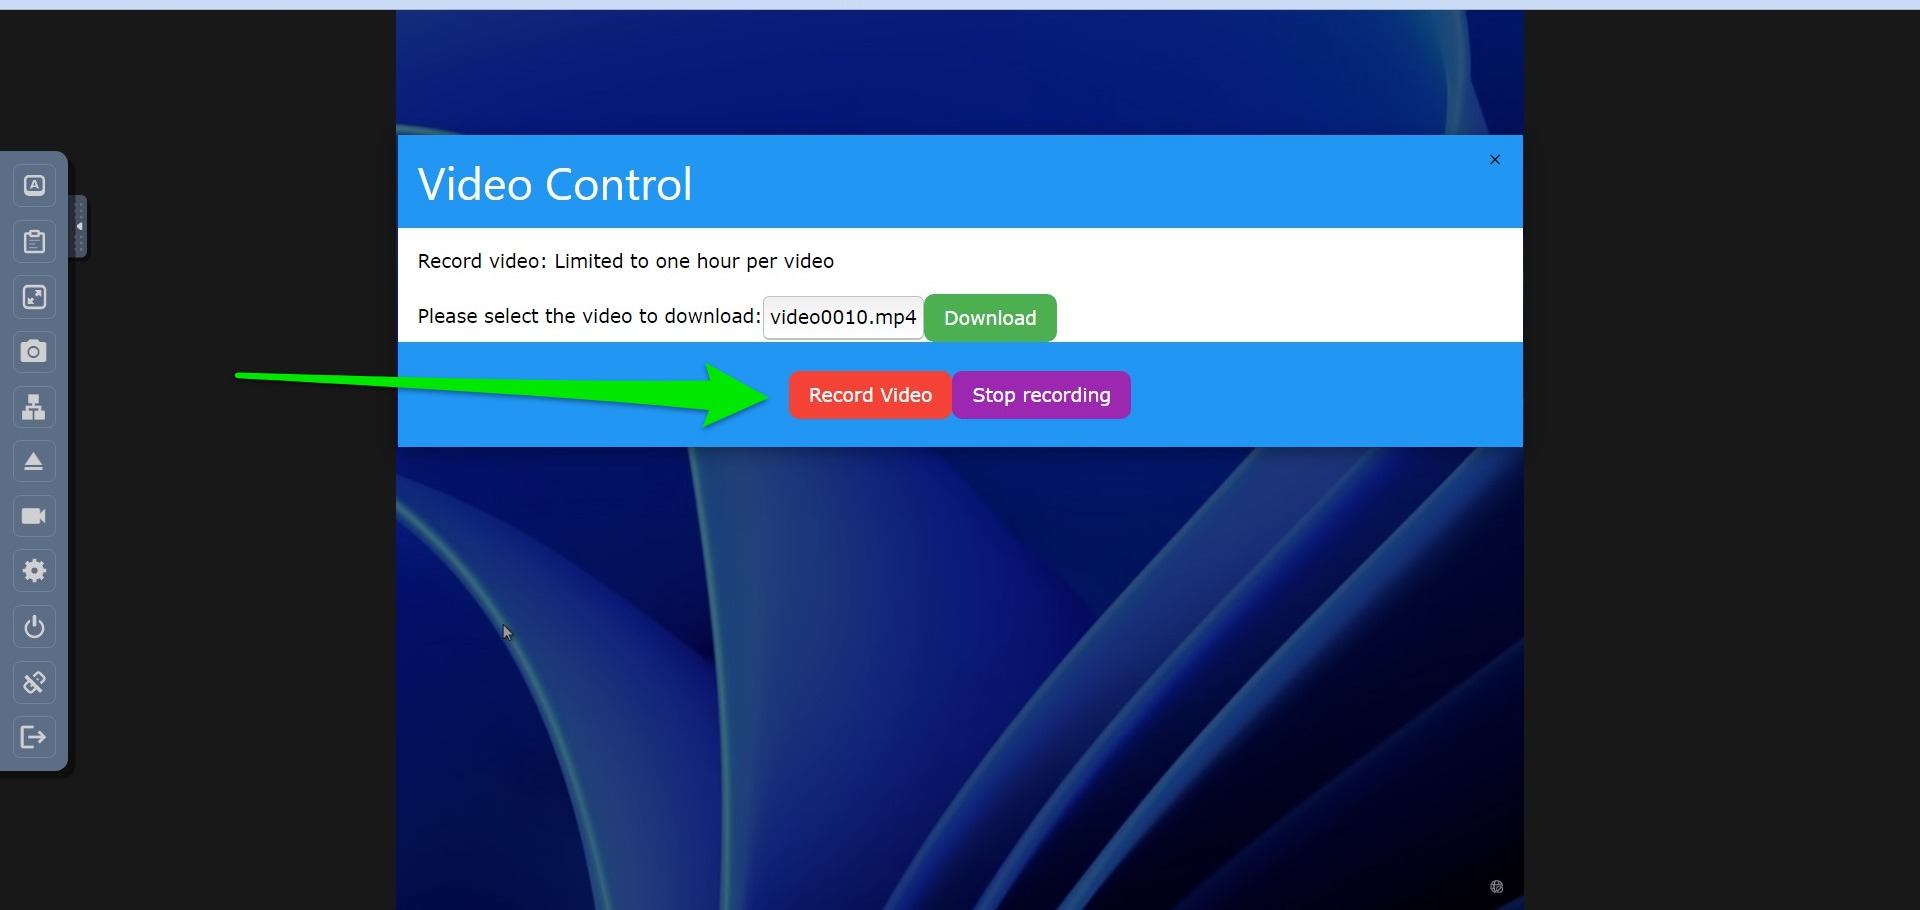 Video Control
×
Record video: Limited to one hour per video
Please select the video to download: video0010.mp4 Download
Record Video Stop recording
A